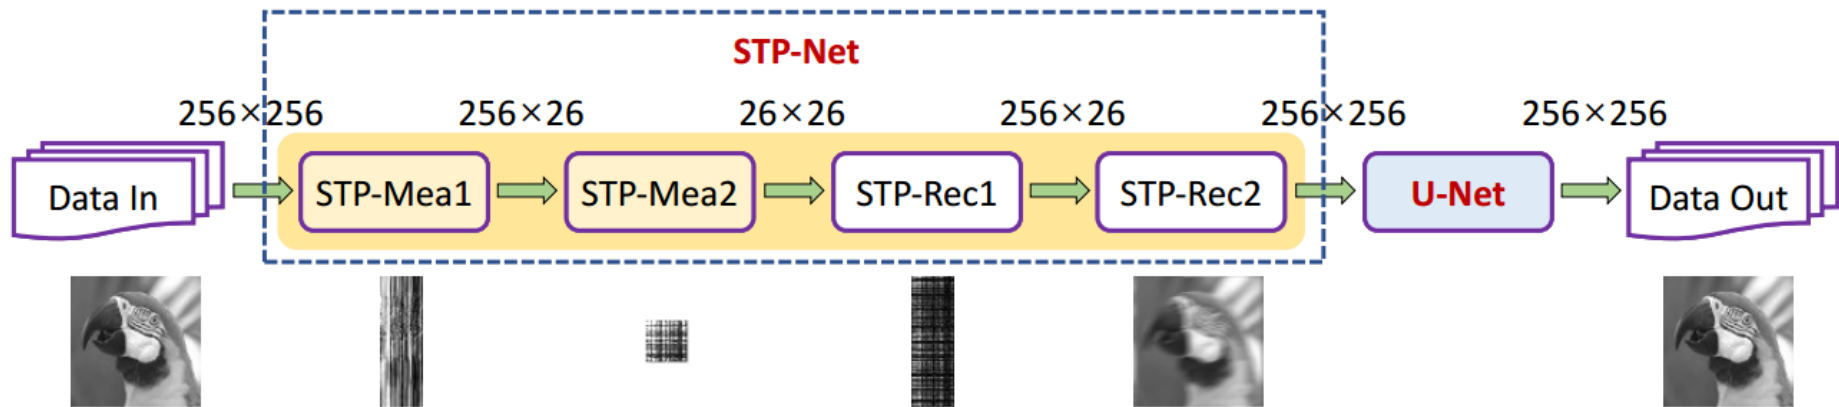 STP-Net
256×256 256×26 26×26 256×26 256×256 256×256
Data In STP-Mea1 STP-Mea2 STP-Rec1 STP-Rec2 U-Net Data Out